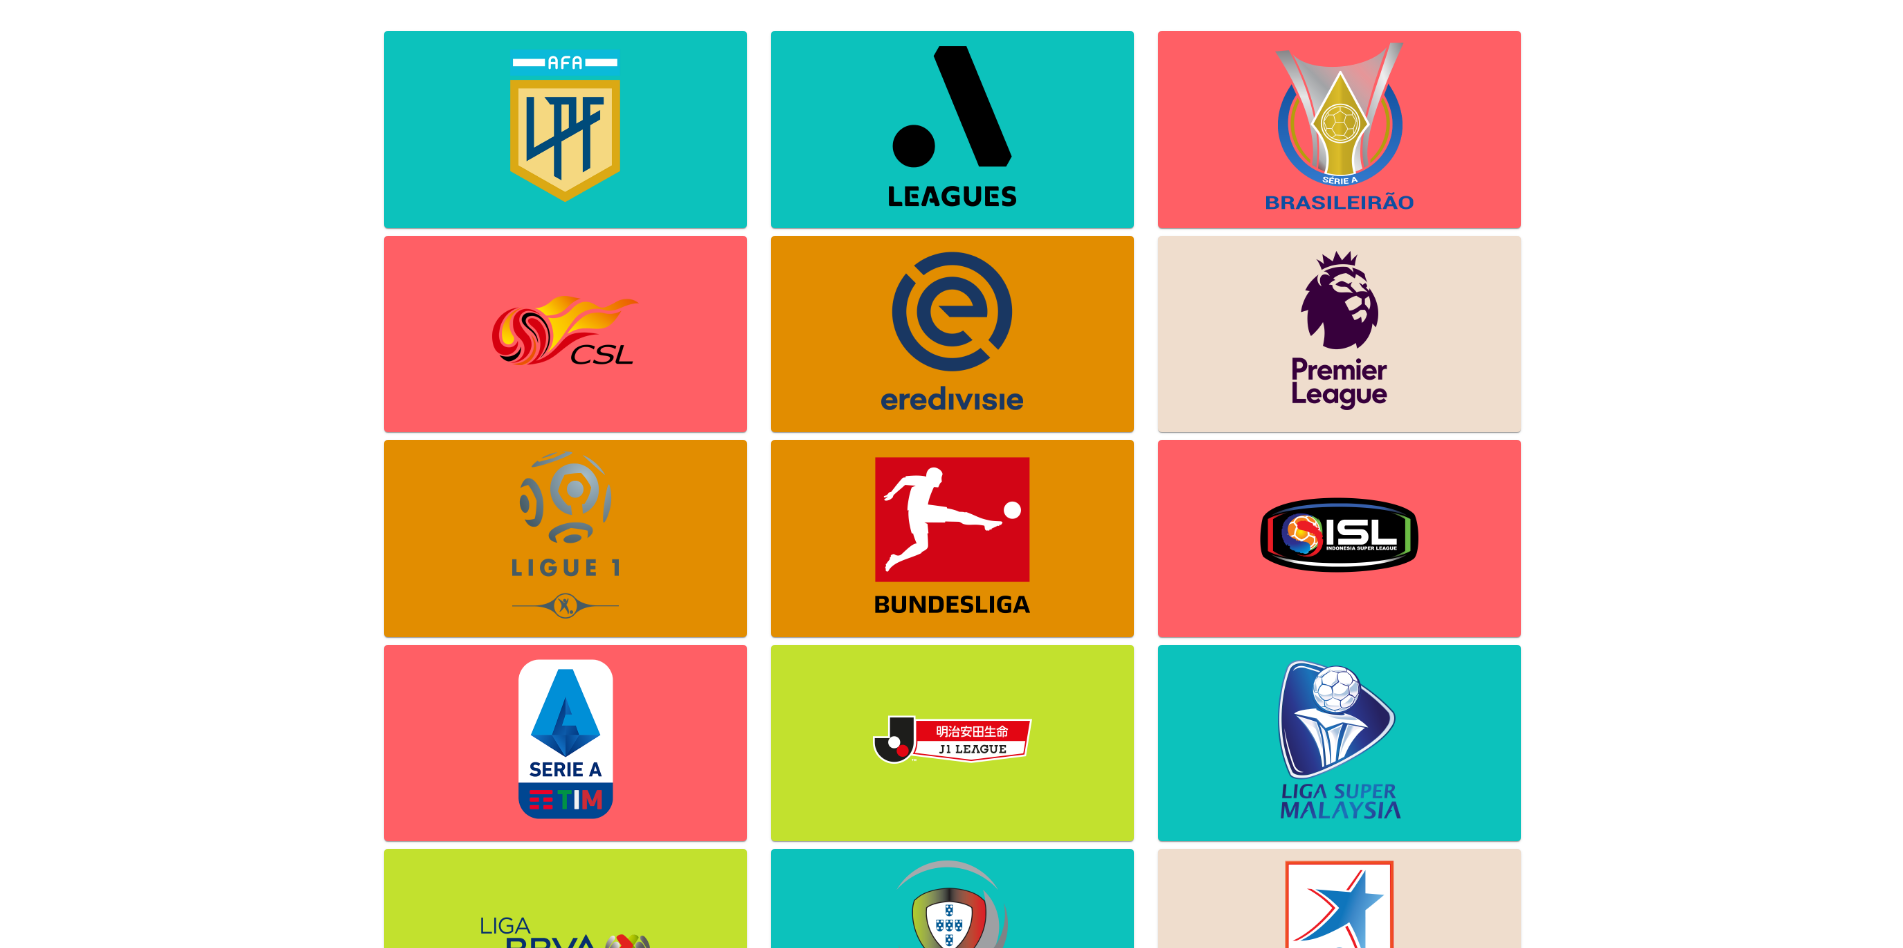 AFA
LPF
LEAGUES
SÉRIE A
BRASILEIRÃO
CSL
eredivisie
Premier
League
LIGUE 1
BUNDESLIGA
ISL
INDONESIA SUPER LEAGUE
SERIE A
TIM
明治安田生命
J1 LEAGUE
LIGA SUPER
MALAYSIA
LIGA
BBVA